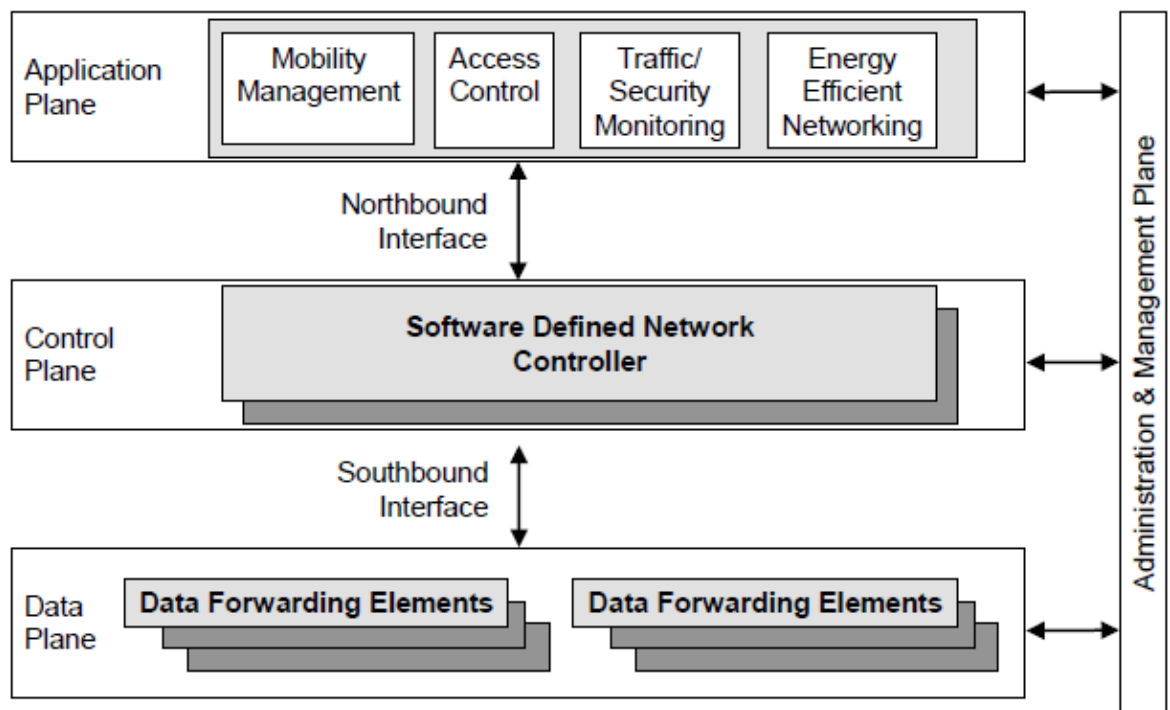 Application
Plane
Mobility
Management
Access
Control
Traffic/
Security
Monitoring
Energy
Efficient
Networking
Northbound
Interface
Control
Plane
Software Defined Network
Controller
Southbound
Interface
Data
Plane
Data Forwarding Elements
Data Forwarding Elements
Administration & Management Plane